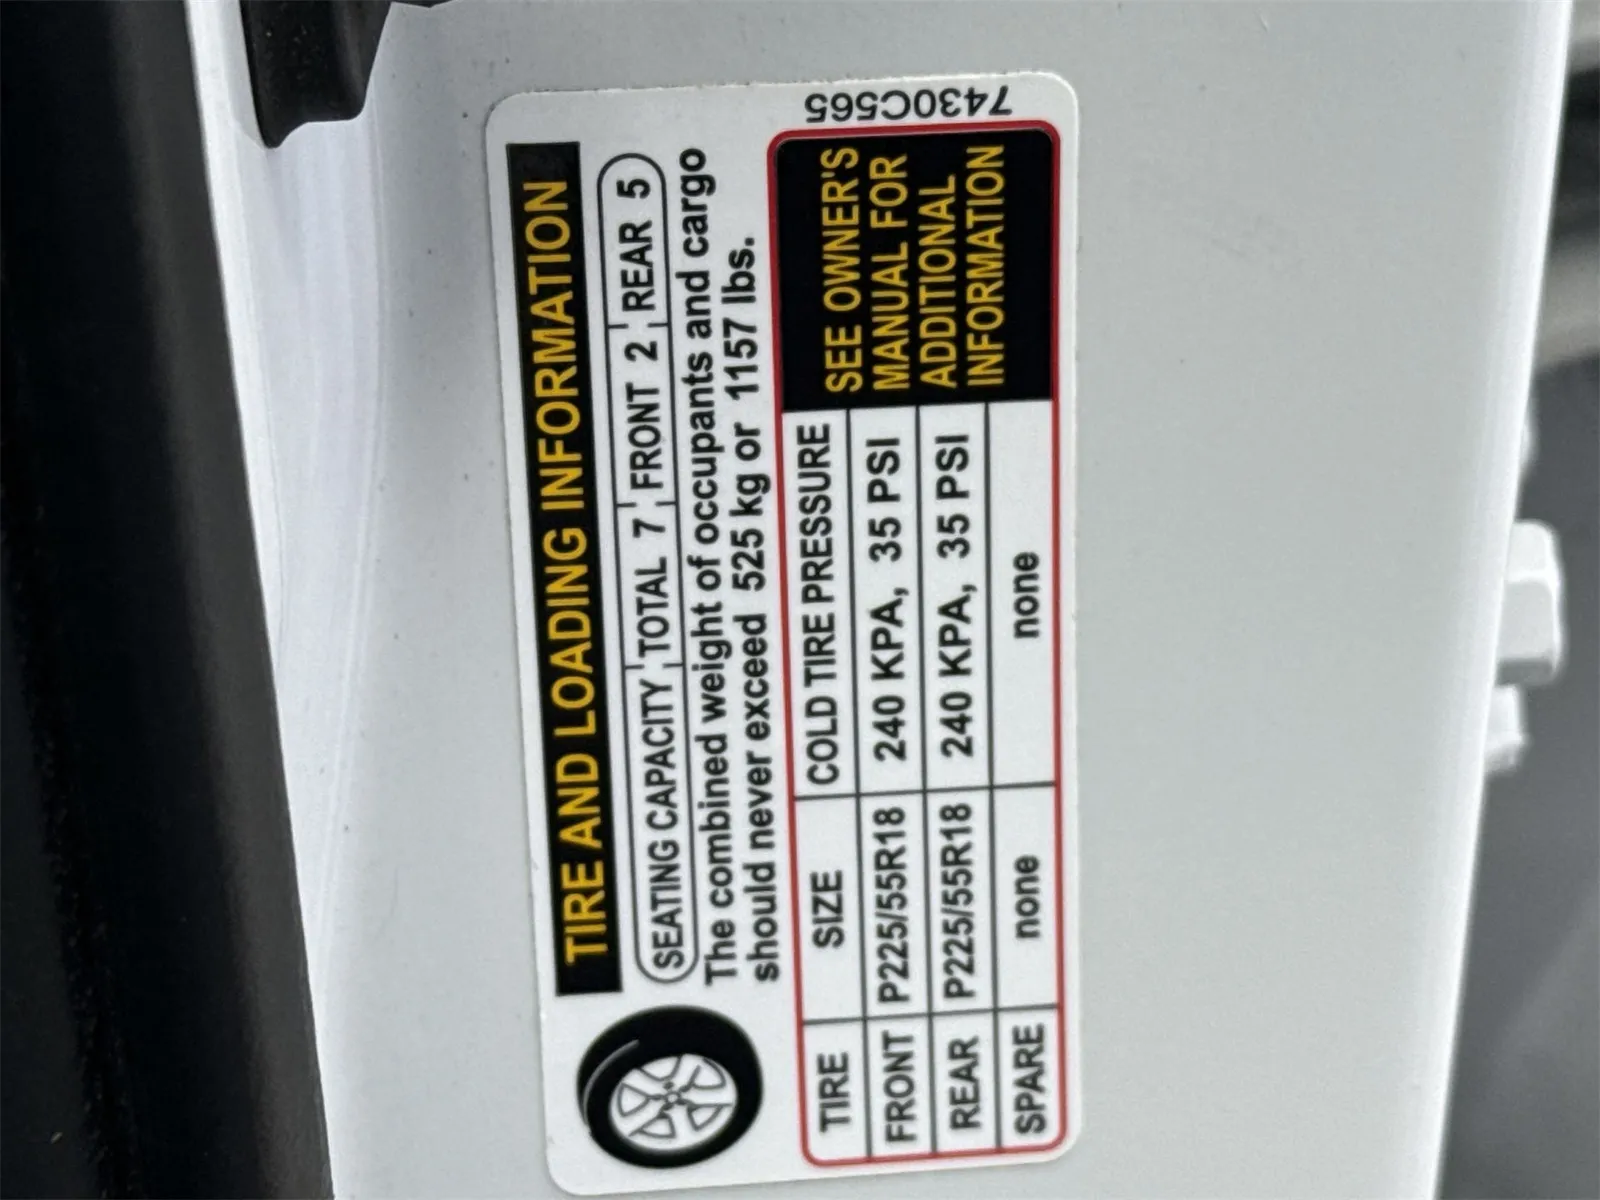 TIRE AND LOADING INFORMATION
SEATING CAPACITY TOTAL 7 FRONT 2 REAR 5
The combined weight of occupants and cargo
should never exceed 525 kg or 1157 lbs.
TIRE SIZE COLD TIRE PRESSURE
FRONT P225/55R18 240 KPA, 35 PSI
REAR P225/55R18 240 KPA, 35 PSI
SPARE none none
SEE OWNER'S
MANUAL FOR
ADDITIONAL
INFORMATION
7430C565